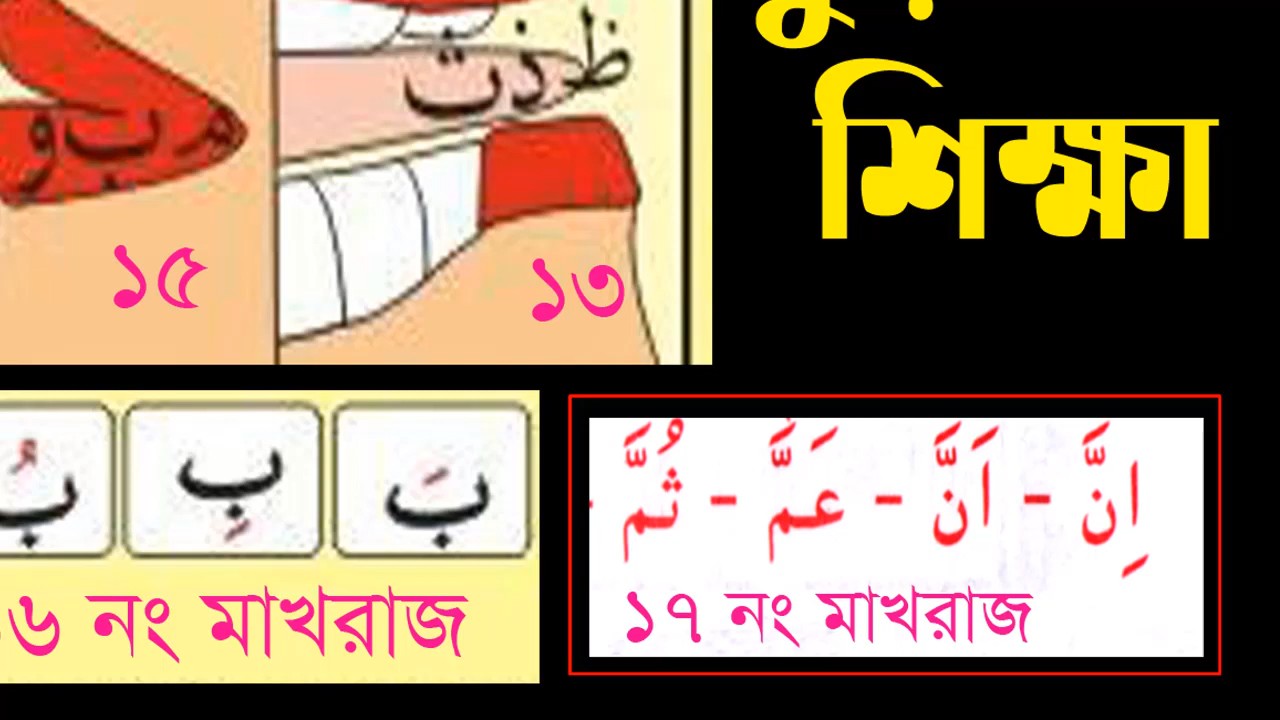 ظ ذ ث
শিক্ষা
ب و
১৫
১৩
بَ بِ بُ
اِنَّ - اَنَّ - عَمَّ - ثُمَّ
৬ নং মাখরাজ
১৭ নং মাখরাজ